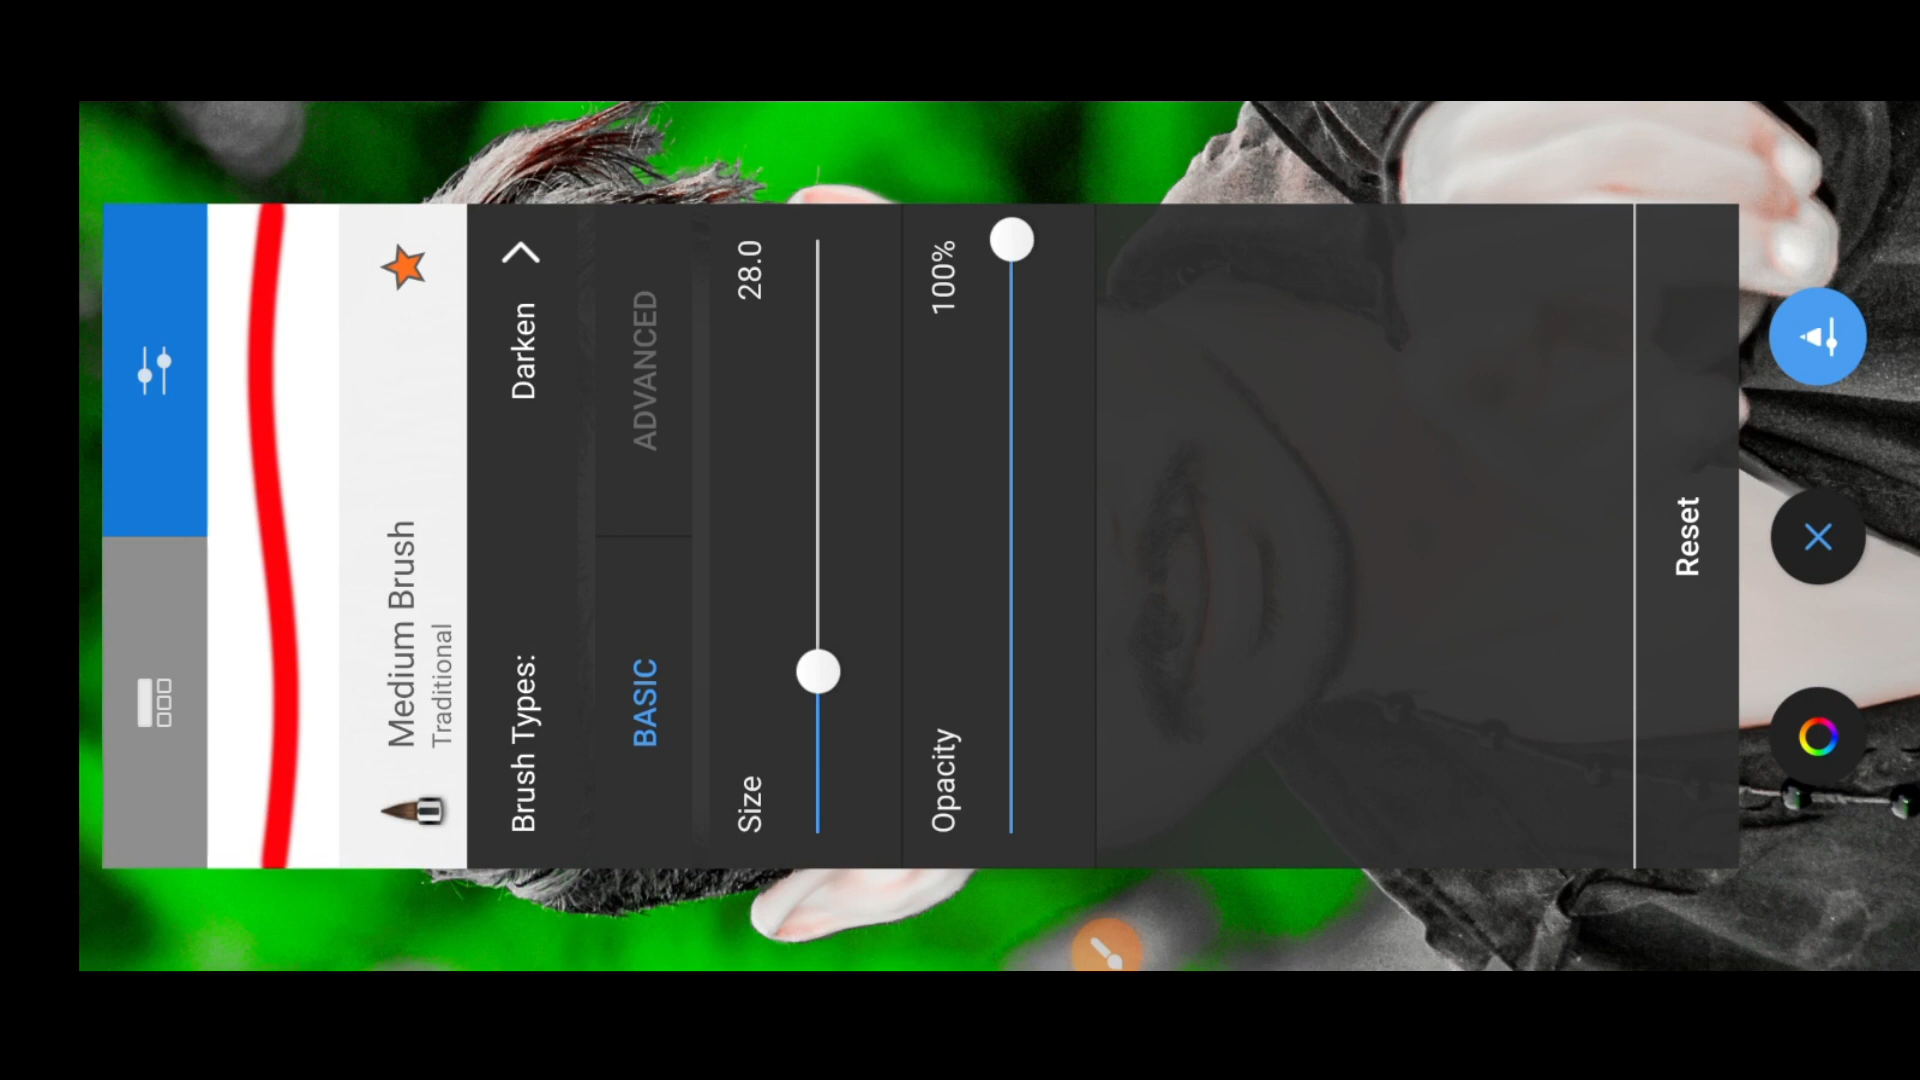 Medium Brush
Traditional
Brush Types: Darken
BASIC ADVANCED
Size 28.0
Opacity 100%
Reset